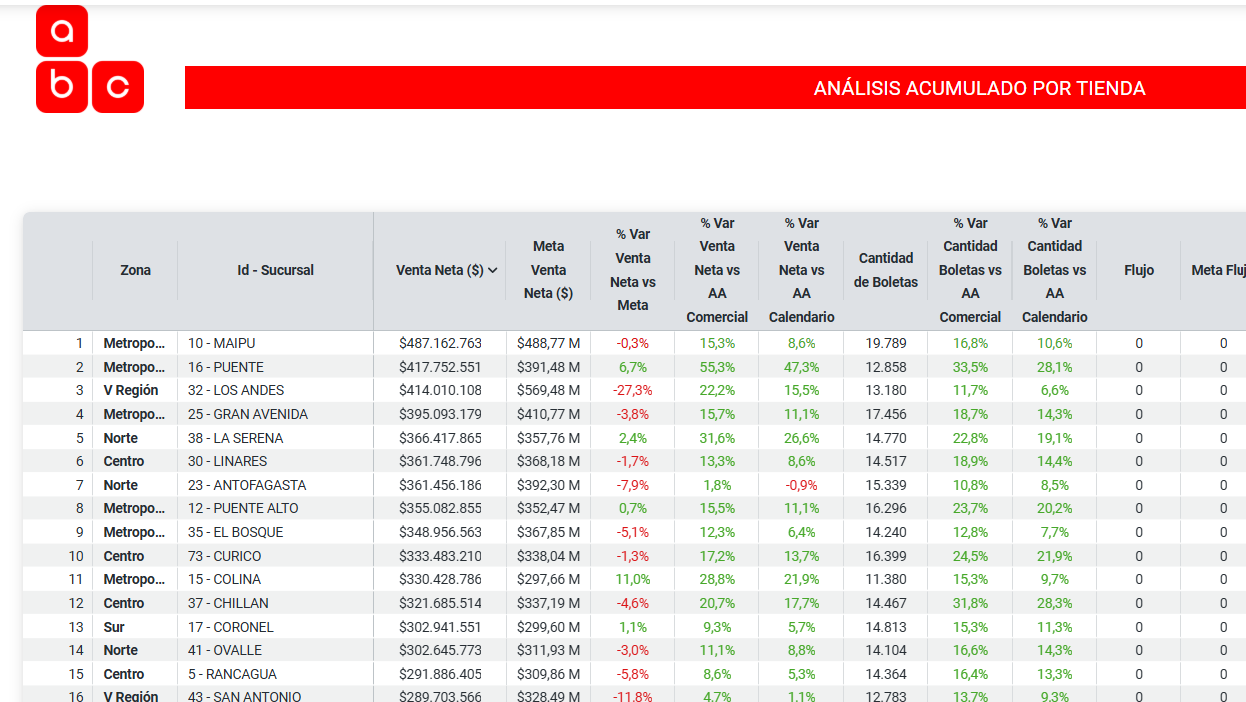 a
b c
ANÁLISIS ACUMULADO POR TIENDA
Zona Id - Sucursal Venta Neta ($) Meta Venta Neta ($) % Var Venta Neta vs Meta % Var Venta Neta vs AA Comercial % Var Venta Neta vs AA Calendario Cantidad de Boletas % Var Cantidad Boletas vs AA Comercial % Var Cantidad Boletas vs AA Calendario Flujo Meta Fluj
1 Metropo... 10 - MAIPU $487.162.763 $488,77 M -0,3% 15,3% 8,6% 19.789 16,8% 10,6% 0 0
2 Metropo... 16 - PUENTE $417.752.551 $391,48 M 6,7% 55,3% 47,3% 12.858 33,5% 28,1% 0 0
3 V Región 32 - LOS ANDES $414.010.108 $569,48 M -27,3% 22,2% 15,5% 13.180 11,7% 6,6% 0 0
4 Metropo... 25 - GRAN AVENIDA $395.093.179 $410,77 M -3,8% 15,7% 11,1% 17.456 18,7% 14,3% 0 0
5 Norte 38 - LA SERENA $366.417.865 $357,76 M 2,4% 31,6% 26,6% 14.770 22,8% 19,1% 0 0
6 Centro 30 - LINARES $361.748.796 $368,18 M -1,7% 13,3% 8,6% 14.517 18,9% 14,4% 0 0
7 Norte 23 - ANTOFAGASTA $361.456.186 $392,30 M -7,9% 1,8% -0,9% 15.339 10,8% 8,5% 0 0
8 Metropo... 12 - PUENTE ALTO $355.082.855 $352,47 M 0,7% 15,5% 11,1% 16.296 23,7% 20,2% 0 0
9 Metropo... 35 - EL BOSQUE $348.956.563 $367,85 M -5,1% 12,3% 6,4% 14.240 12,8% 7,7% 0 0
10 Centro 73 - CURICO $333.483.210 $338,04 M -1,3% 17,2% 13,7% 16.399 24,5% 21,9% 0 0
11 Metropo... 15 - COLINA $330.428.786 $297,66 M 11,0% 28,8% 21,9% 11.380 15,3% 9,7% 0 0
12 Centro 37 - CHILLAN $321.685.514 $337,19 M -4,6% 20,7% 17,7% 14.467 31,8% 28,3% 0 0
13 Sur 17 - CORONEL $302.941.551 $299,60 M 1,1% 9,3% 5,7% 14.813 15,3% 11,3% 0 0
14 Norte 41 - OVALLE $302.645.773 $311,93 M -3,0% 11,1% 8,8% 14.104 16,6% 14,3% 0 0
15 Centro 5 - RANCAGUA $291.886.405 $309,86 M -5,8% 8,6% 5,3% 14.364 16,4% 13,3% 0 0
16 V Región 43 - SAN ANTONIO $289.703.566 $328,49 M -11,8% 4,7% 1,1% 12.783 13,7% 9,3% 0 0